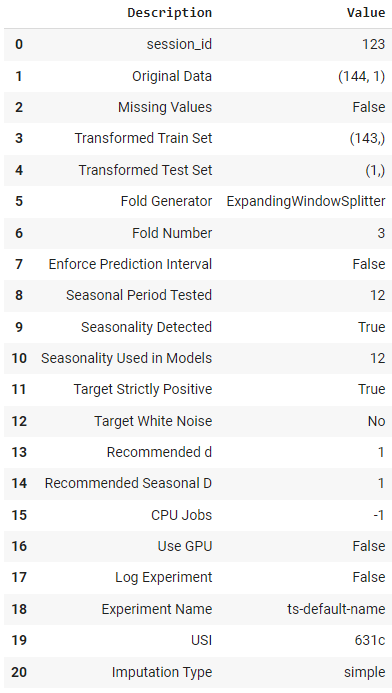 Description Value
0 session_id 123
1 Original Data (144, 1)
2 Missing Values False
3 Transformed Train Set (143,)
4 Transformed Test Set (1,)
5 Fold Generator ExpandingWindowSplitter
6 Fold Number 3
7 Enforce Prediction Interval False
8 Seasonal Period Tested 12
9 Seasonality Detected True
10 Seasonality Used in Models 12
11 Target Strictly Positive True
12 Target White Noise No
13 Recommended d 1
14 Recommended Seasonal D 1
15 CPU Jobs -1
16 Use GPU False
17 Log Experiment False
18 Experiment Name ts-default-name
19 USI 631c
20 Imputation Type simple